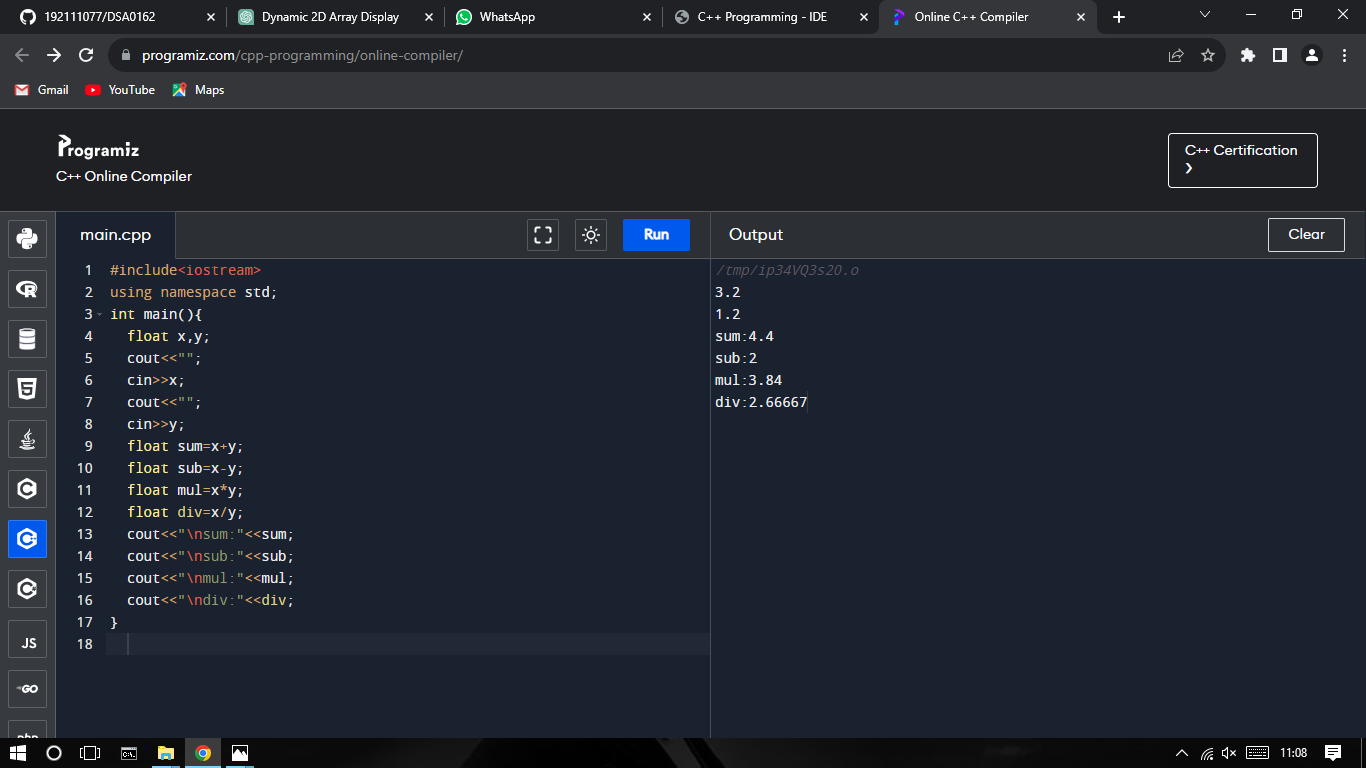 192111077/DSA0162
Dynamic 2D Array Display
WhatsApp
C++ Programming - IDE
Online C++ Compiler
programiz.com/cpp-programming/online-compiler/
Gmail
YouTube
Maps
Programiz
C++ Online Compiler
C++ Certification
main.cpp
Run
Output
Clear
1 #include<iostream>
2 using namespace std;
3 int main(){
4 float x,y;
5 cout<<"";
6 cin>>x;
7 cout<<"";
8 cin>>y;
9 float sum=x+y;
10 float sub=x-y;
11 float mul=x*y;
12 float div=x/y;
13 cout<<"\nsum:"<<sum;
14 cout<<"\nsub:"<<sub;
15 cout<<"\nmul:"<<mul;
16 cout<<"\ndiv:"<<div;
17 }
18
/tmp/ip34VQ3s2O.o
3.2
1.2
sum:4.4
sub:2
mul:3.84
div:2.66667
JS
GO
php
11:08